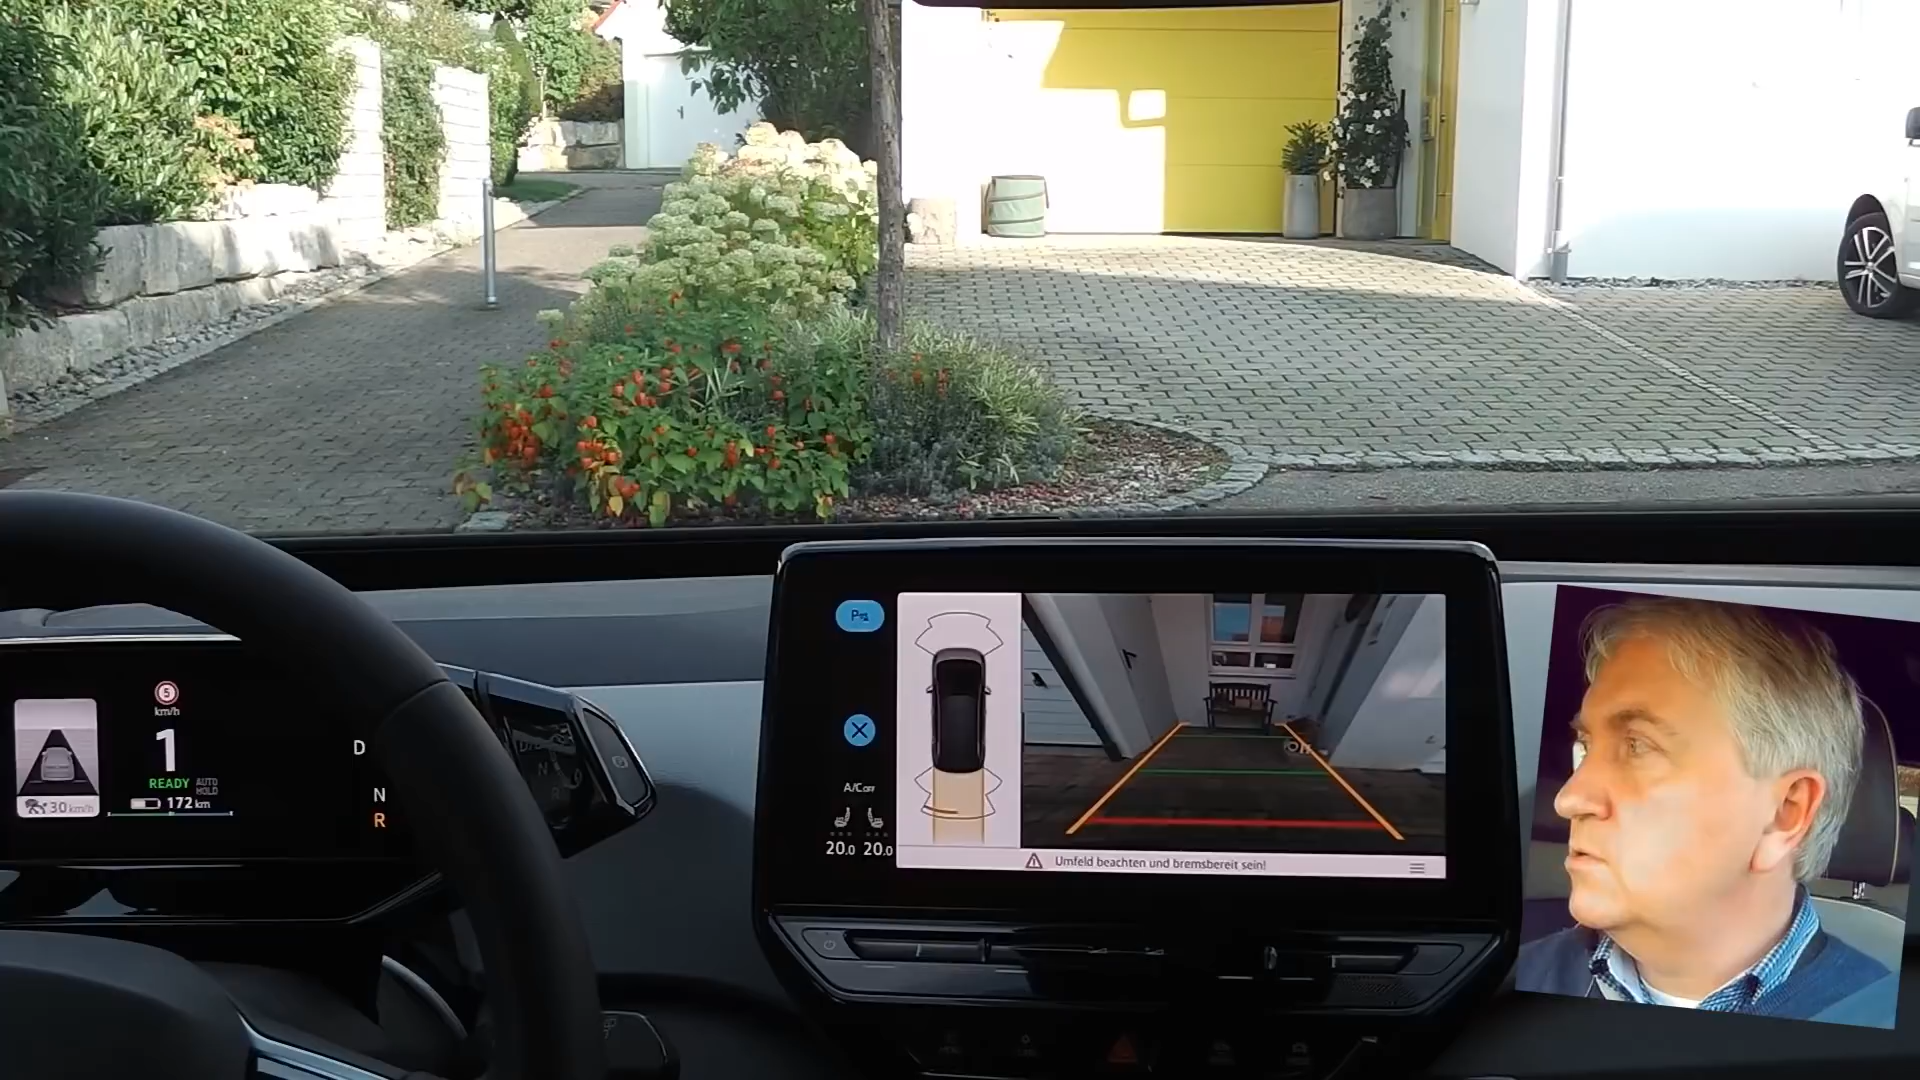 5
km/h
1
READY
AUTO
HOLD
172 km
30 km/h
D
N
R
P
A/C OFF
20.0 20.0
Umfeld beachten und bremsbereit sein!